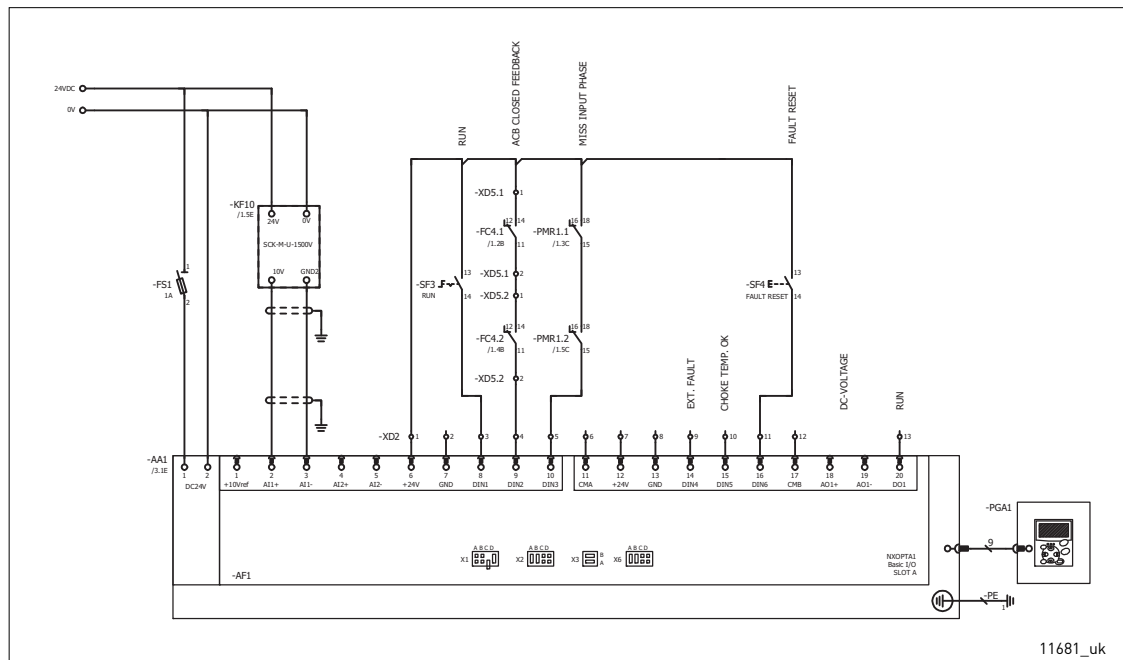 24VDC
0V
RUN
ACB CLOSED FEEDBACK
MISS INPUT PHASE
FAULT RESET
-XD5.1
1
-KF10
/1.5E
24V
0V
SCK-M-U-1500V
10V
GND2
-FC4.1
/1.2B
12
14
11
-PMR1.1
/1.3C
16
18
15
-FS1
1A
1
2
-SF3
RUN
13
14
-XD5.1
2
-XD5.2
1
-SF4
FAULT RESET
13
14
-FC4.2
/1.4B
12
14
11
-PMR1.2
/1.5C
16
18
15
-XD5.2
2
EXT. FAULT
CHOKE TEMP. OK
DC-VOLTAGE
RUN
-XD2
1
2
3
4
5
6
7
8
9
10
11
12
13
-AA1
/3.1E
1
2
DC24V
1
2
3
4
5
6
7
8
9
10
11
12
13
14
15
16
17
18
19
20
+10Vref
AI1+
AI1-
AI2+
AI2-
+24V
GND
DIN1
DIN2
DIN3
CMA
+24V
GND
DIN4
DIN5
DIN6
CMB
AO1+
AO1-
DO1
-PGA1
9
X1
ABCD
X2
ABCD
X3
B
A
X6
ABCD
NXOPTA1
Basic I/O
SLOT A
-AF1
-PE
1
11681_uk